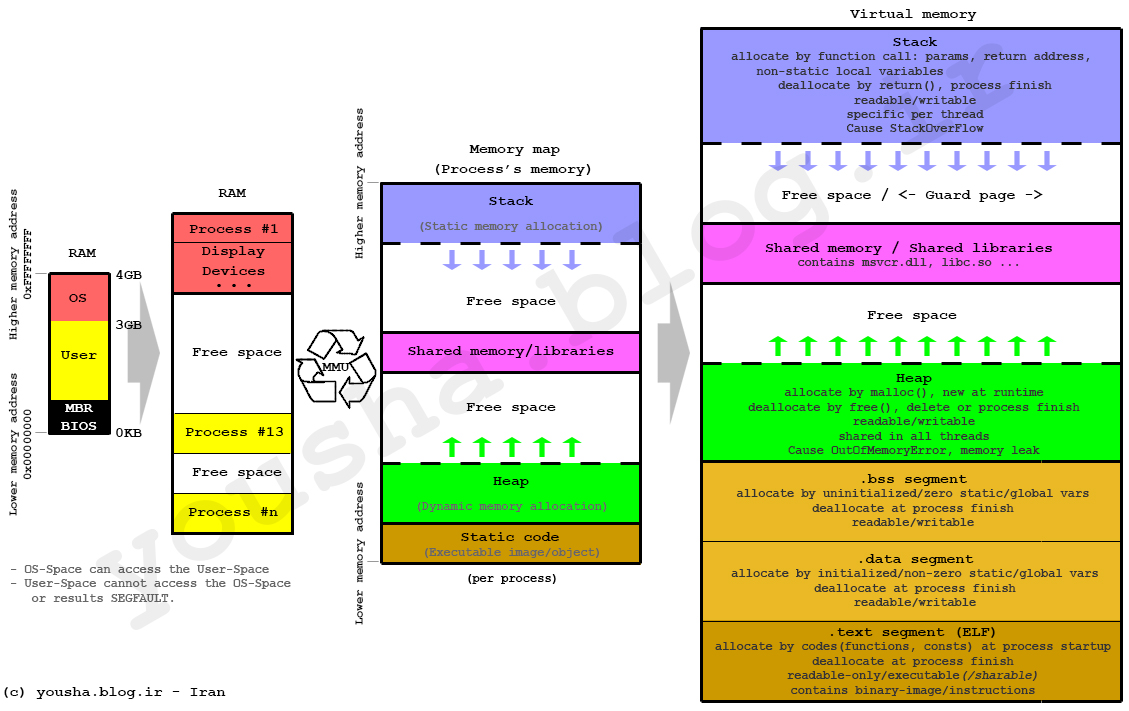 Virtual memory
Stack
allocate by function call: params, return address,
non-static local variables
deallocate by return(), process finish
readable/writable
specific per thread
Cause StackOverFlow
Free space / <- Guard page ->
Shared memory / Shared libraries
contains msvcr.dll, libc.so ...
Free space
Heap
allocate by malloc(), new at runtime
deallocate by free(), delete or process finish
readable/writable
shared in all threads
Cause OutOfMemoryError, memory leak
.bss segment
allocate by uninitialized/zero static/global vars
deallocate at process finish
readable/writable
.data segment
allocate by initialized/non-zero static/global vars
deallocate at process finish
readable/writable
.text segment (ELF)
allocate by codes(functions, consts) at process startup
deallocate at process finish
readable-only/executable(/sharable)
contains binary-image/instructions
Memory map
(Process's memory)
Higher memory address
Stack
(Static memory allocation)
Free space
Shared memory/libraries
Free space
Heap
(Dynamic memory allocation)
Static code
(Executable image/object)
Lower memory address
(per process)
MMU
RAM
Process #1
Display
Devices
. . .
Free space
Process #13
Free space
Process #n
RAM
Higher memory address
0xFFFFFFFF
4GB
OS
3GB
User
MBR
BIOS
0KB
Lower memory address
0x00000000
- OS-Space can access the User-Space
- User-Space cannot access the OS-Space
or results SEGFAULT.
(c) yousha.blog.ir - Iran
yousha.blog.ir